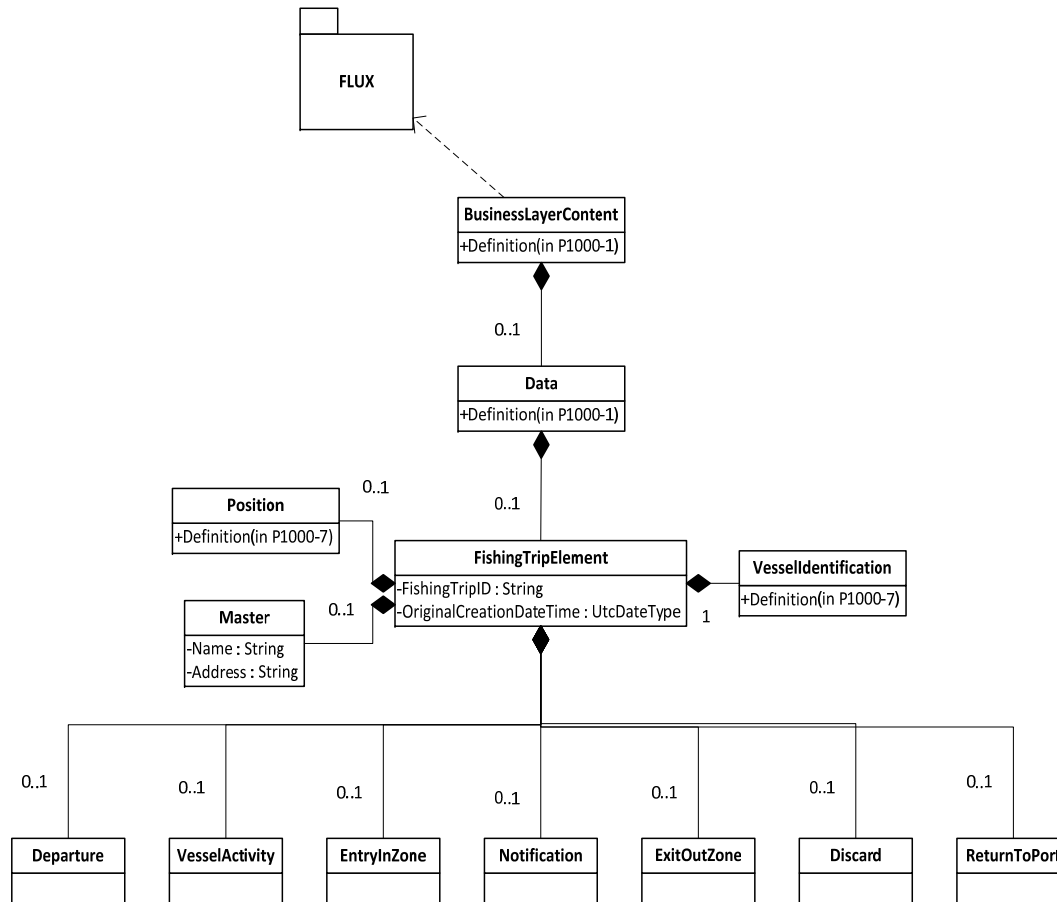 FLUX
BusinessLayerContent
+Definition(in P1000-1)
0..1
Data
+Definition(in P1000-1)
0..1
0..1
Position
+Definition(in P1000-7)
FishingTripElement
-FishingTripID : String
-OriginalCreationDateTime : UtcDateType
VesselIdentification
+Definition(in P1000-7)
1
0..1
Master
-Name : String
-Address : String
0..1
0..1
0..1
0..1
0..1
0..1
0..1
Departure
VesselActivity
EntryInZone
Notification
ExitOutZone
Discard
ReturnToPort